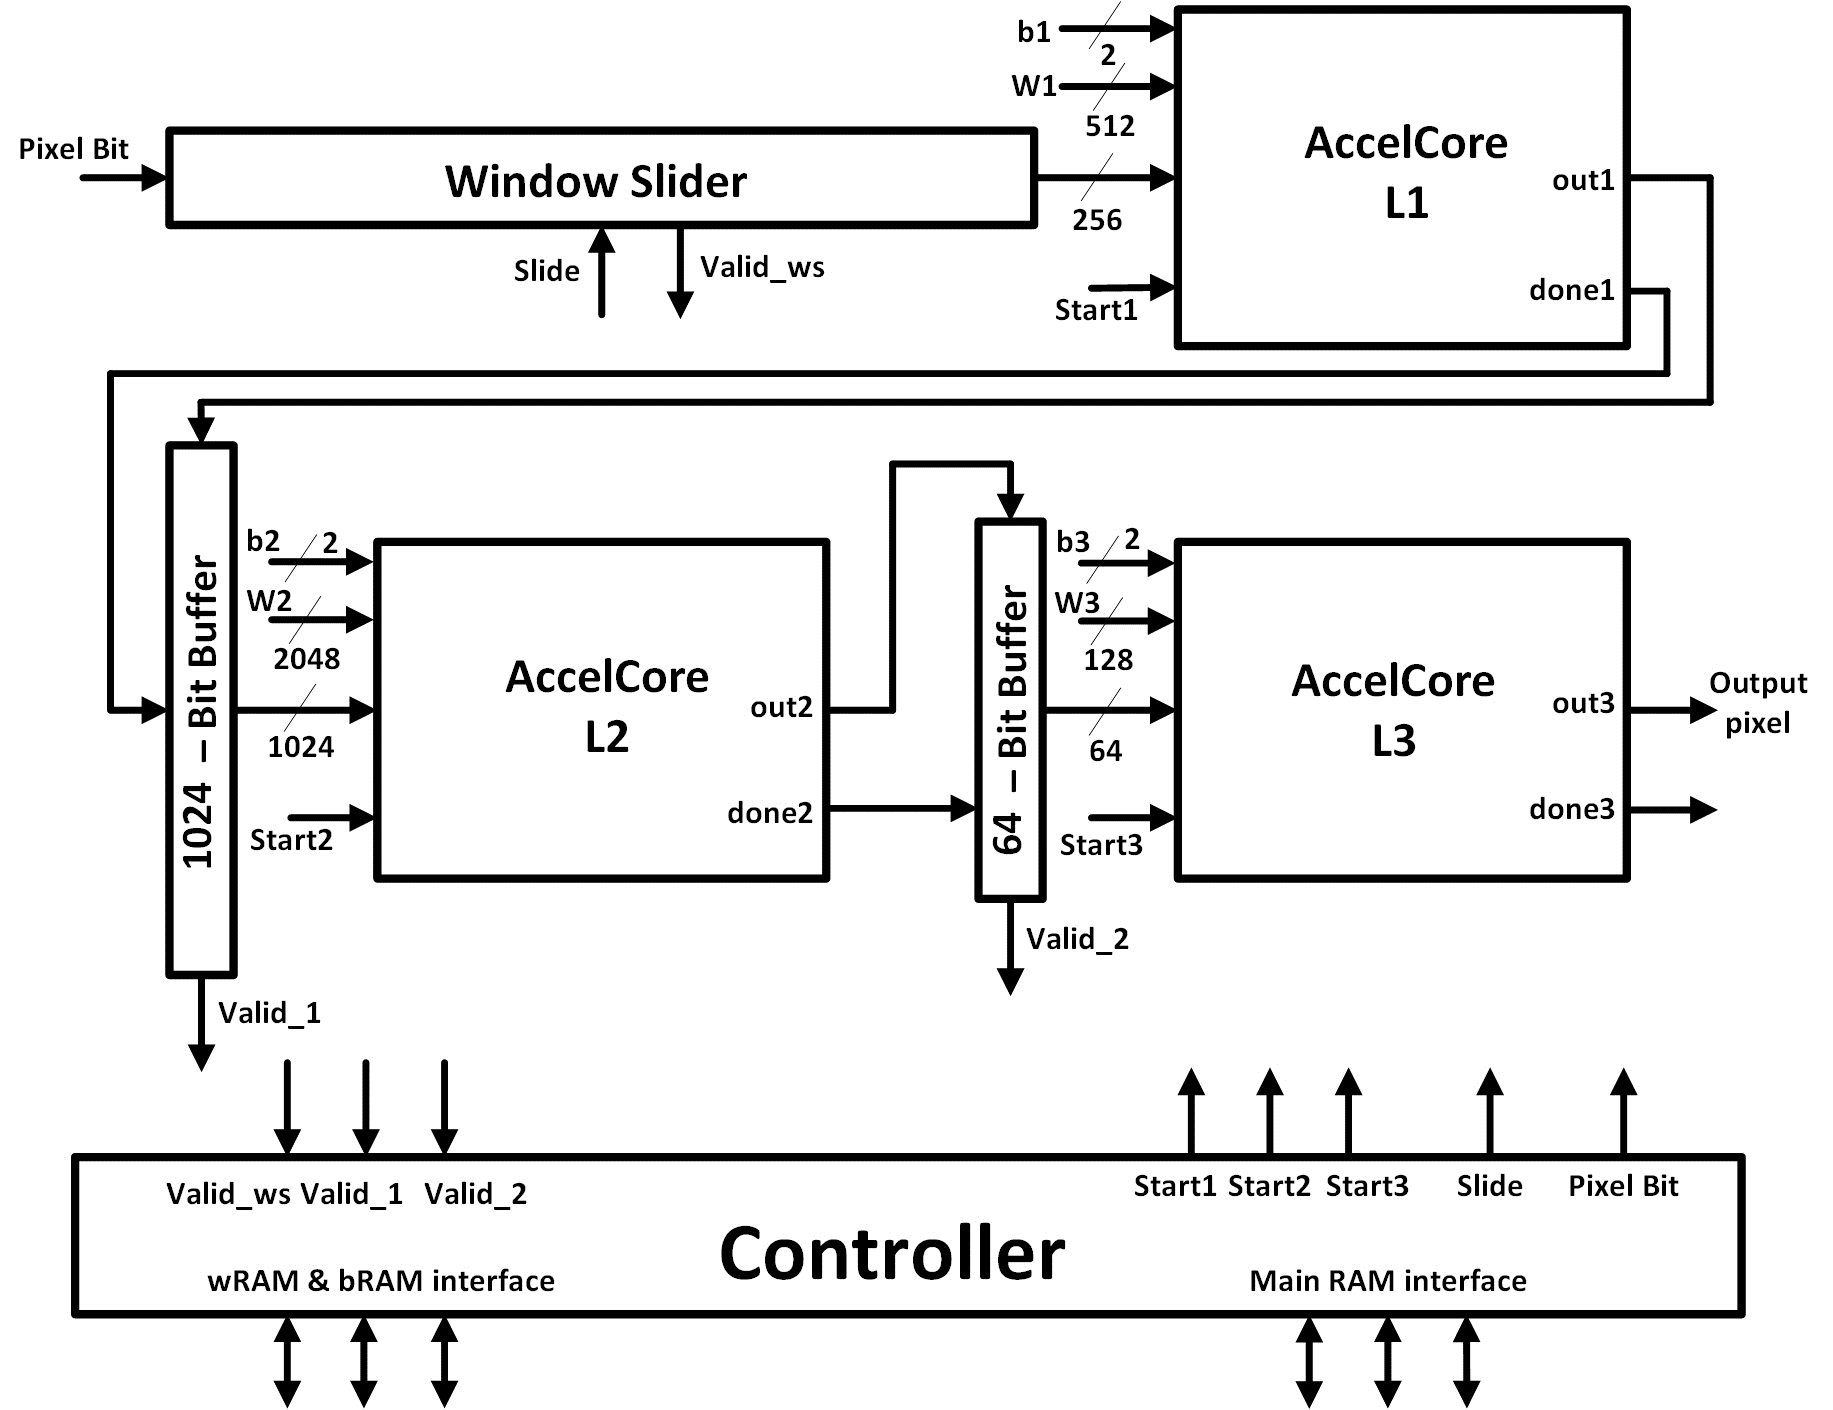 b1
2
W1
512
Pixel Bit
Window Slider
256
Slide
Valid_ws
Start1
AccelCore
L1
out1
done1
1024 – Bit Buffer
b2
2
W2
2048
1024
Start2
AccelCore
L2
out2
done2
Valid_1
64 – Bit Buffer
b3
2
W3
128
64
Start3
AccelCore
L3
out3
done3
Output
pixel
Valid_2
Valid_ws Valid_1 Valid_2
Start1 Start2 Start3 Slide Pixel Bit
Controller
wRAM & bRAM interface
Main RAM interface